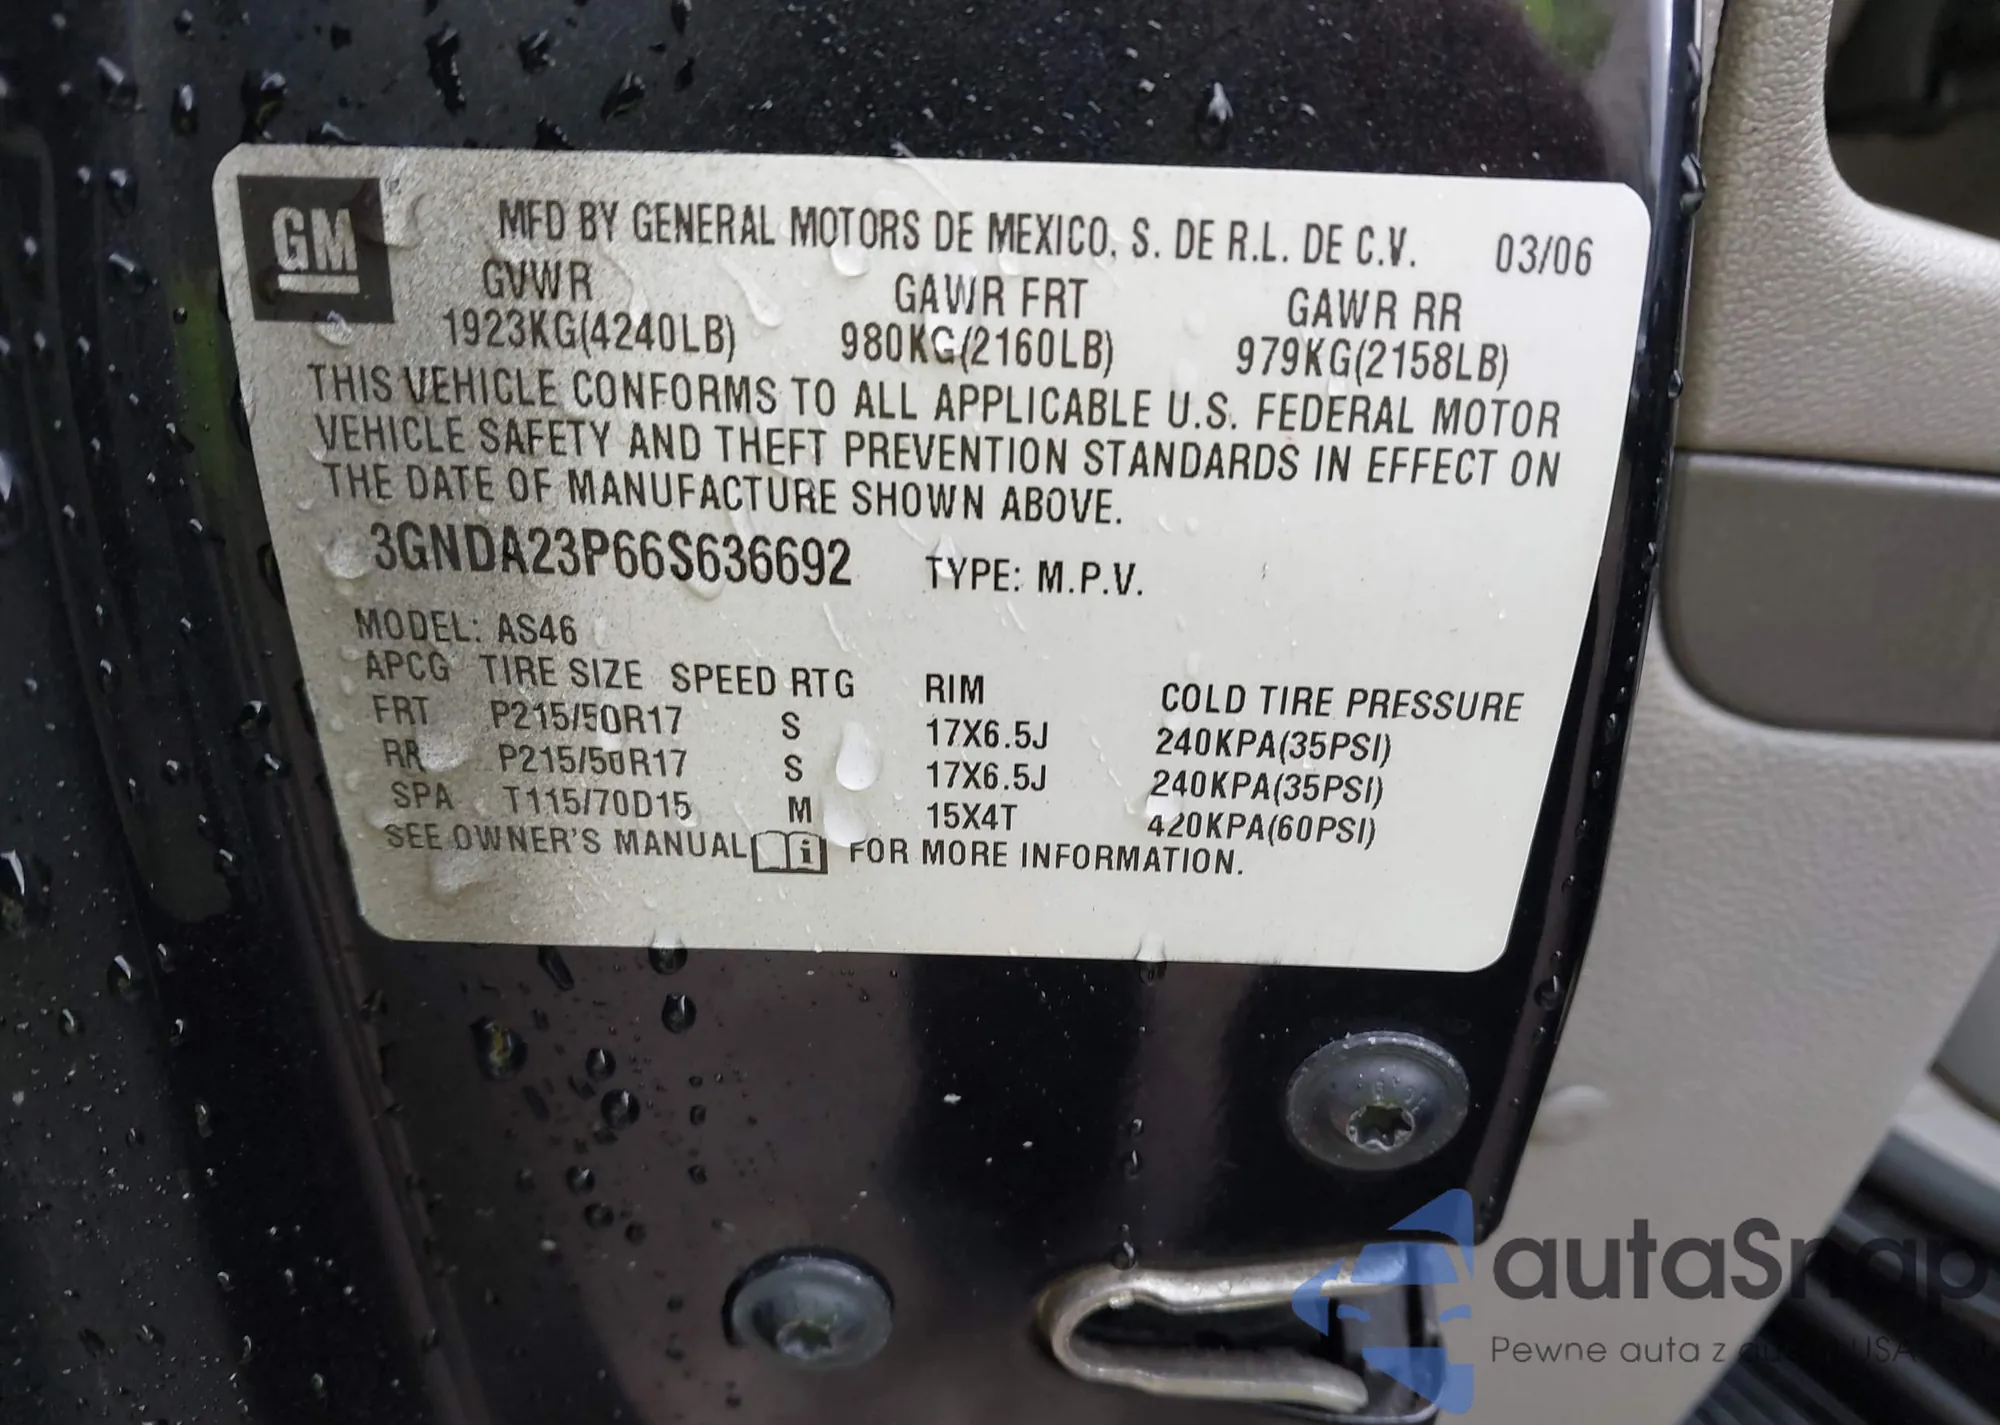 GM
MFD BY GENERAL MOTORS DE MEXICO, S. DE R.L. DE C.V. 03/06
GVWR GAWR FRT GAWR RR
1923KG(4240LB) 980KG(2160LB) 979KG(2158LB)
THIS VEHICLE CONFORMS TO ALL APPLICABLE U.S. FEDERAL MOTOR
VEHICLE SAFETY AND THEFT PREVENTION STANDARDS IN EFFECT ON
THE DATE OF MANUFACTURE SHOWN ABOVE.
3GNDA23P66S636692 TYPE: M.P.V.
MODEL: AS46
APCG TIRE SIZE SPEED RTG RIM COLD TIRE PRESSURE
FRT P215/50R17 S 17X6.5J 240KPA(35PSI)
RR P215/50R17 S 17X6.5J 240KPA(35PSI)
SPA T115/70D15 M 15X4T 420KPA(60PSI)
SEE OWNER'S MANUAL i FOR MORE INFORMATION.
autaSnap
Pewne auta z